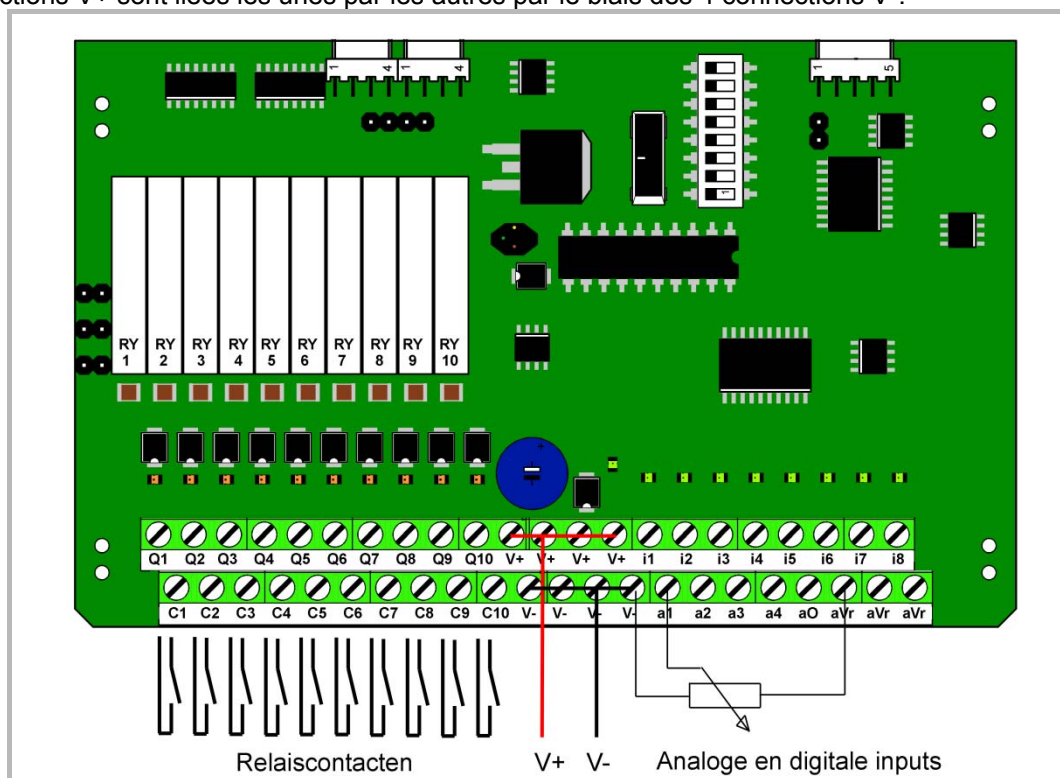 ctions V+ sont liées les unes par les autres par le biais des 4 connections V-.
1 4 1 4 1 5
1
RY RY RY RY RY RY RY RY RY RY
1 2 3 4 5 6 7 8 9 10
+
Q1 Q2 Q3 Q4 Q5 Q6 Q7 Q8 Q9 Q10 V+ V+ V+ V+ i1 i2 i3 i4 i5 i6 i7 i8
C1 C2 C3 C4 C5 C6 C7 C8 C9 C10 V- V- V- V- a1 a2 a3 a4 aO aVr aVr aVr
Relaiscontacten V+ V- Analoge en digitale inputs